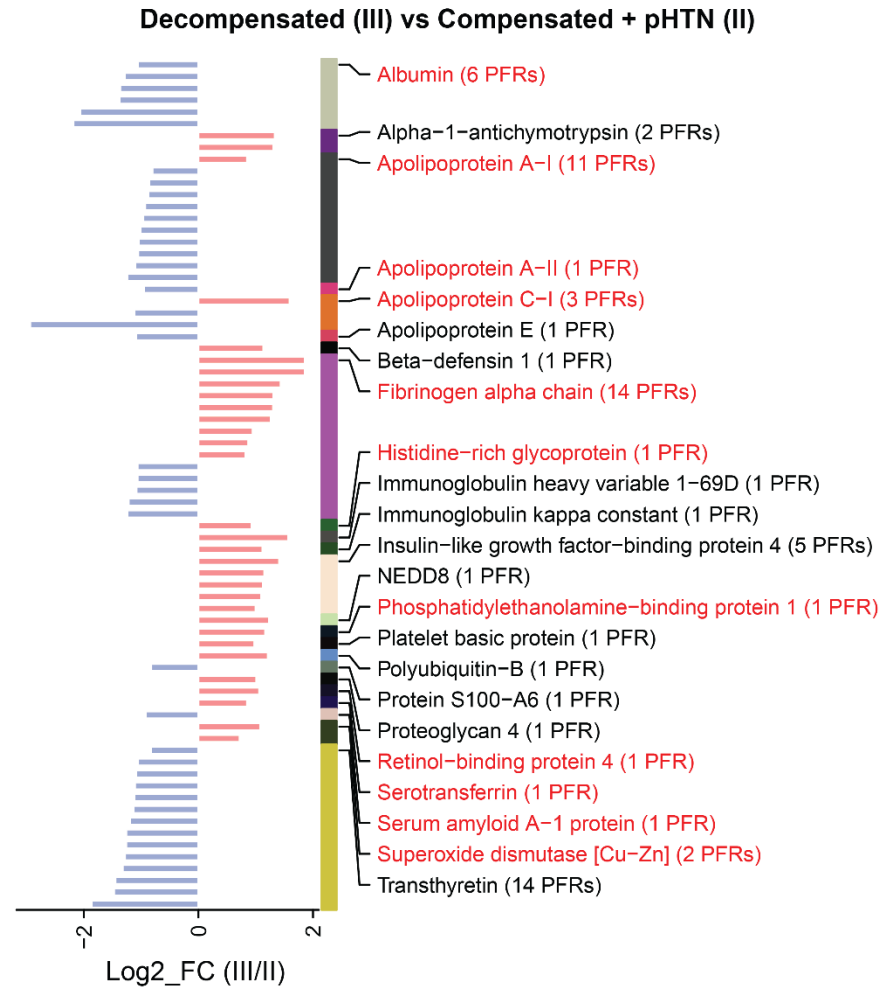 Decompensated (III) vs Compensated + pHTN (II)
Albumin (6 PFRs)
Alpha−1−antichymotrypsin (2 PFRs)
Apolipoprotein A−I (11 PFRs)
Apolipoprotein A−II (1 PFR)
Apolipoprotein C−I (3 PFRs)
Apolipoprotein E (1 PFR)
Beta−defensin 1 (1 PFR)
Fibrinogen alpha chain (14 PFRs)
Histidine−rich glycoprotein (1 PFR)
Immunoglobulin heavy variable 1−69D (1 PFR)
Immunoglobulin kappa constant (1 PFR)
Insulin−like growth factor−binding protein 4 (5 PFRs)
NEDD8 (1 PFR)
Phosphatidylethanolamine−binding protein 1 (1 PFR)
Platelet basic protein (1 PFR)
Polyubiquitin−B (1 PFR)
Protein S100−A6 (1 PFR)
Proteoglycan 4 (1 PFR)
Retinol−binding protein 4 (1 PFR)
Serotransferrin (1 PFR)
Serum amyloid A−1 protein (1 PFR)
Superoxide dismutase [Cu−Zn] (2 PFRs)
Transthyretin (14 PFRs)
−2 0 2
Log2_FC (III/II)